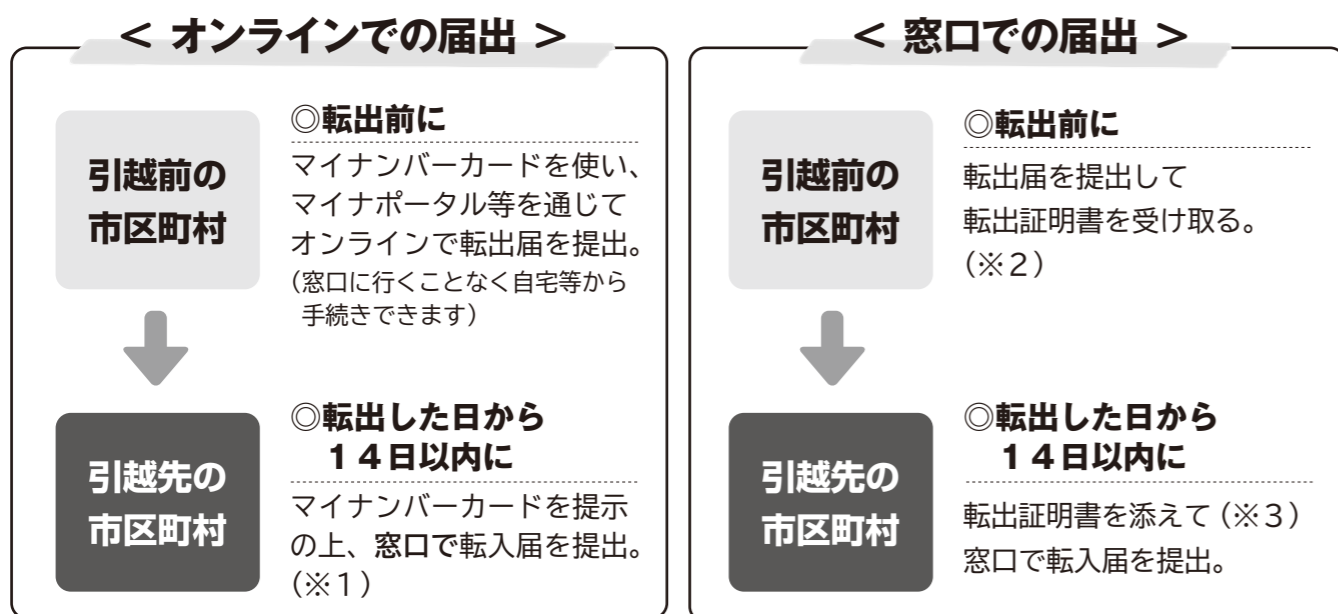 ＜ オンラインでの届出 ＞
引越前の
市区町村
◎転出前に
マイナンバーカードを使い、
マイナポータル等を通じて
オンラインで転出届を提出。
（窓口に行くことなく自宅等から
手続きできます）
引越先の
市区町村
◎転出した日から
１４日以内に
マイナンバーカードを提示
の上、窓口で転入届を提出。
（※１）
＜ 窓口での届出 ＞
引越前の
市区町村
◎転出前に
転出届を提出して
転出証明書を受け取る。
（※２）
引越先の
市区町村
◎転出した日から
１４日以内に
転出証明書を添えて（※３）
窓口で転入届を提出。